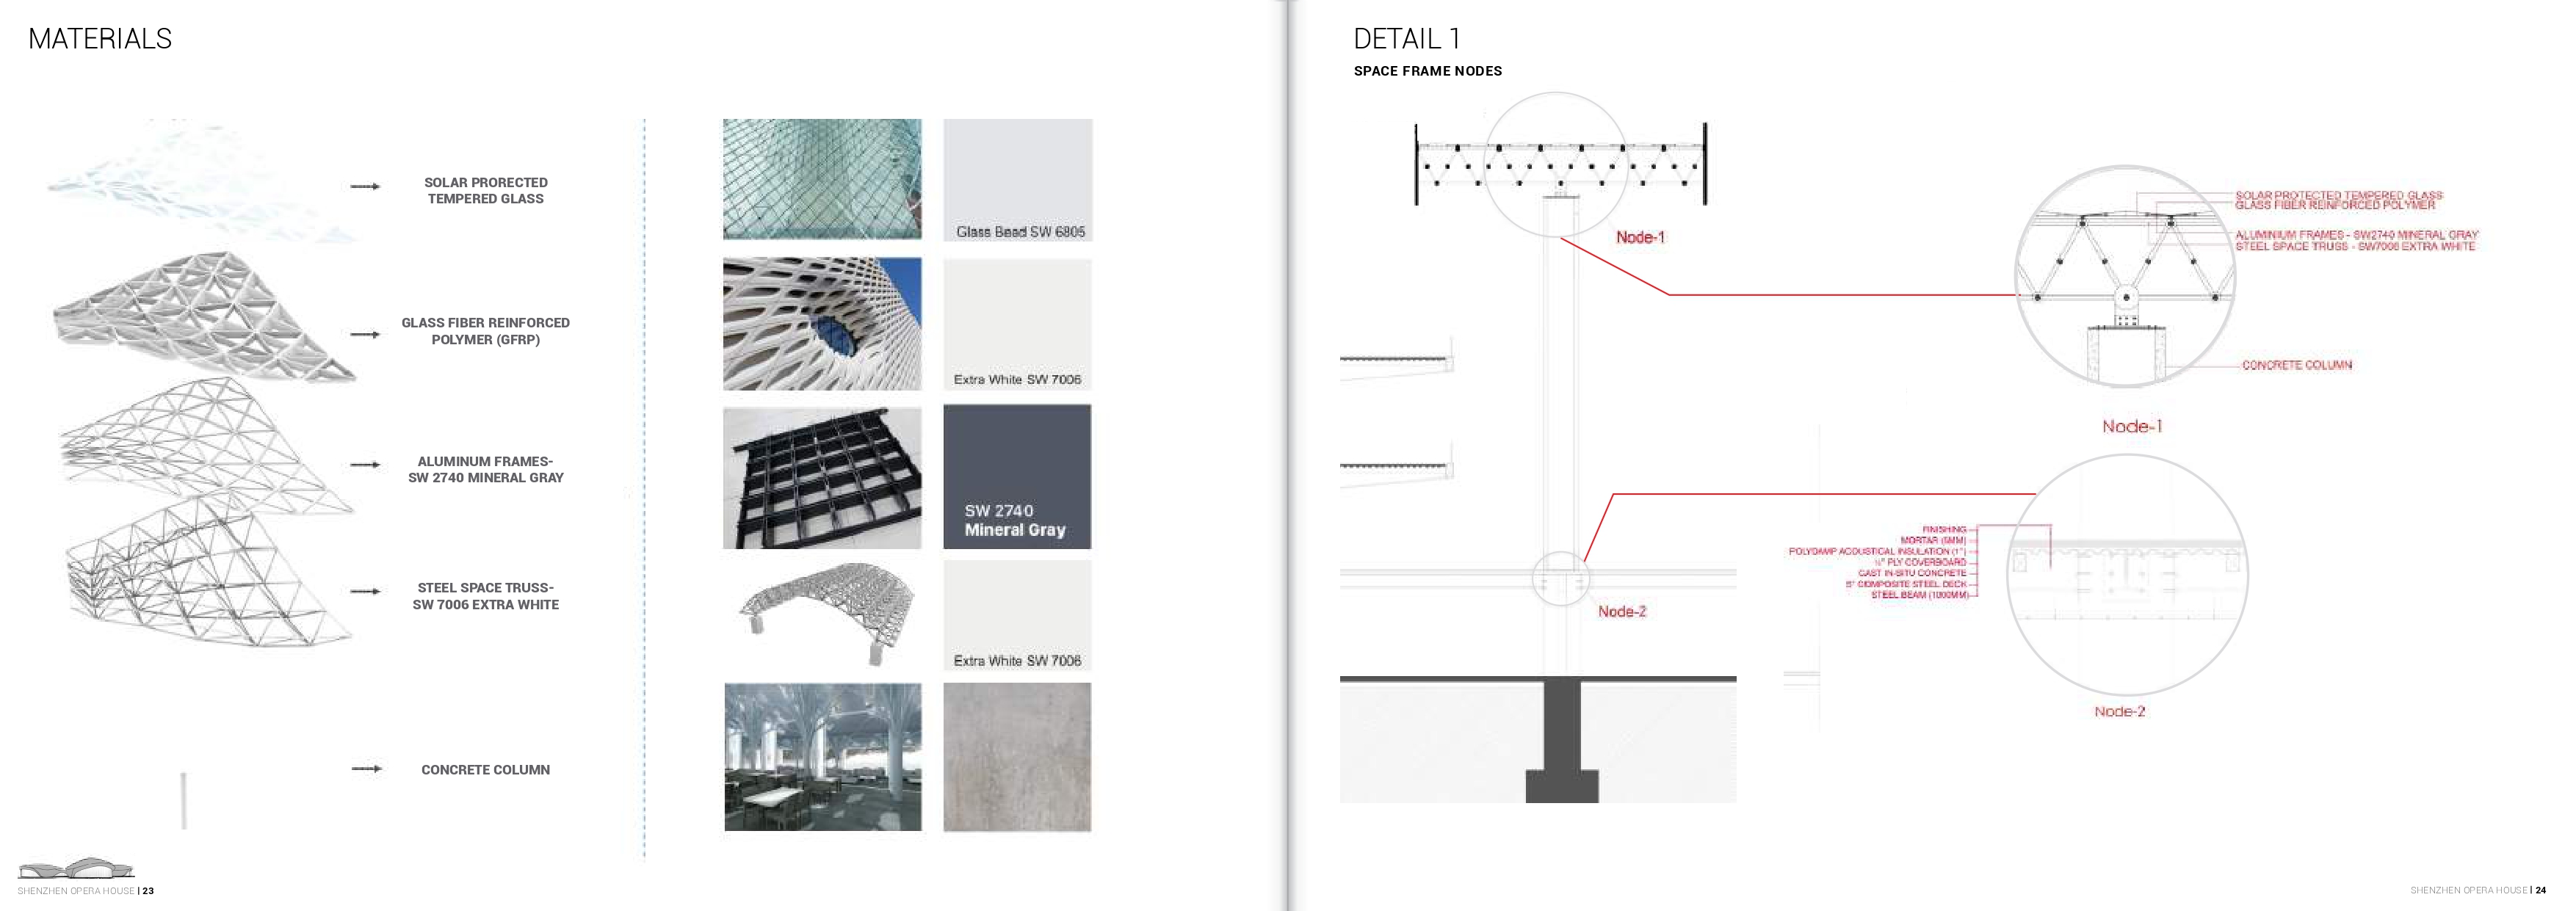 MATERIALS
SOLAR PRORECTED
TEMPERED GLASS
GLASS FIBER REINFORCED
POLYMER (GFRP)
ALUMINUM FRAMES-
SW 2740 MINERAL GRAY
STEEL SPACE TRUSS-
SW 7006 EXTRA WHITE
CONCRETE COLUMN
Glass Bead SW 6805
Extra White SW 7006
SW 2740
Mineral Gray
Extra White SW 7006
SHENZHEN OPERA HOUSE | 23
DETAIL 1
SPACE FRAME NODES
Node-1
SOLAR PROTECTED TEMPERED GLASS
GLASS FIBER REINFORCED POLYMER
ALUMINIUM FRAMES - SW2740 MINERAL GRAY
STEEL SPACE TRUSS - SW7006 EXTRA WHITE
CONCRETE COLUMN
Node-1
Node-2
FINISHING
MORTAR (5MM)
POLYDAMP ACOUSTICAL INSULATION (1")
½" PLY COVERBOARD
CAST IN-SITU CONCRETE
5" COMPOSITE STEEL DECK
STEEL BEAM (1000MM)
Node-2
SHENZHEN OPERA HOUSE | 24